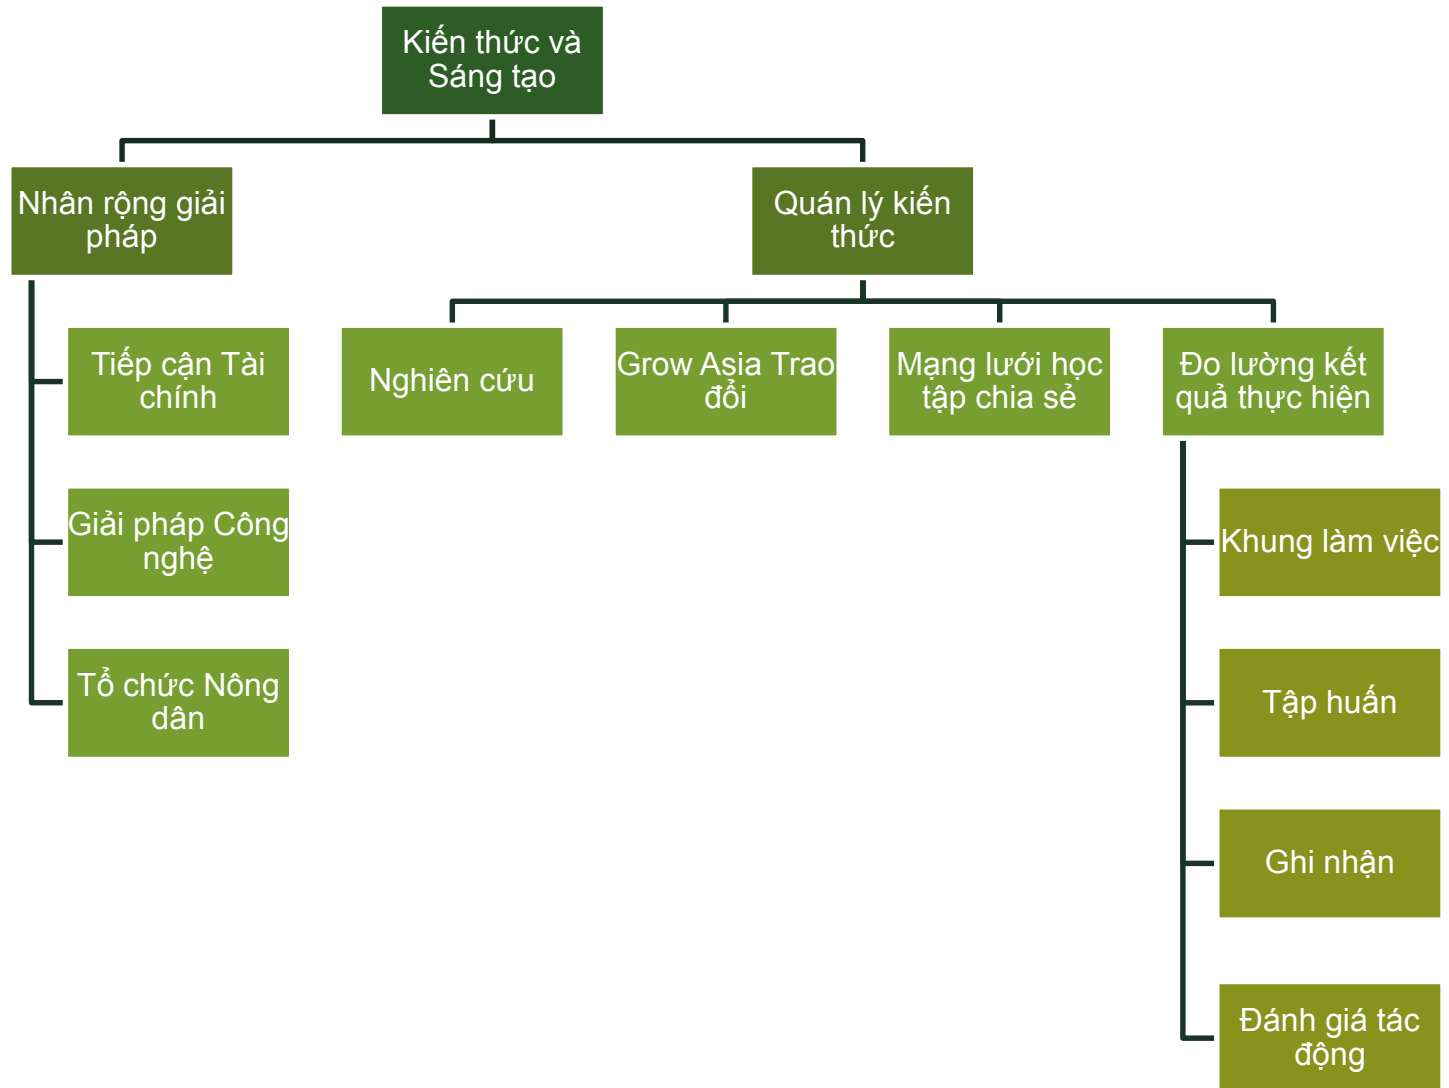 Kiến thức và
Sáng tạo
Nhân rộng giải
pháp
Quán lý kiến
thức
Tiếp cận Tài
chính
Nghiên cứu
Grow Asia Trao
đổi
Mạng lưới học
tập chia sẻ
Đo lường kết
quả thực hiện
Giải pháp Công
nghệ
Khung làm việc
Tổ chức Nông
dân
Tập huấn
Ghi nhận
Đánh giá tác
động